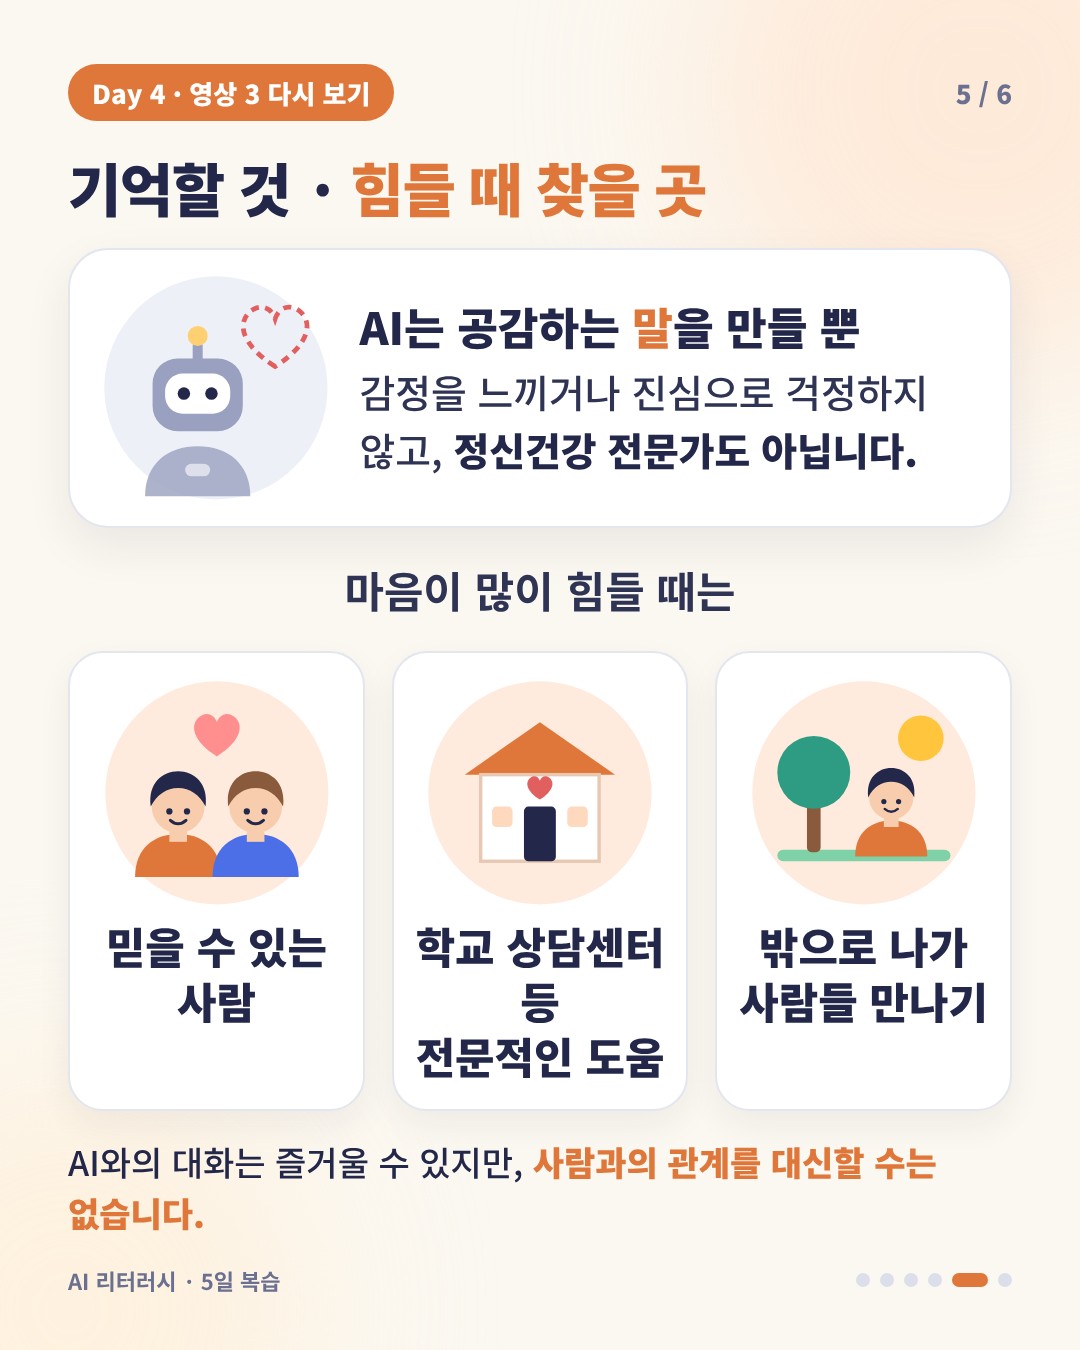 Day 4 · 영상 3 다시 보기
5 / 6
기억할 것 · 힘들 때 찾을 곳
AI는 공감하는 말을 만들 뿐
감정을 느끼거나 진심으로 걱정하지
않고, 정신건강 전문가도 아닙니다.
마음이 많이 힘들 때는
믿을 수 있는
사람
학교 상담센터
등
전문적인 도움
밖으로 나가
사람들 만나기
AI와의 대화는 즐거울 수 있지만, 사람과의 관계를 대신할 수는
없습니다.
AI 리터러시 · 5일 복습